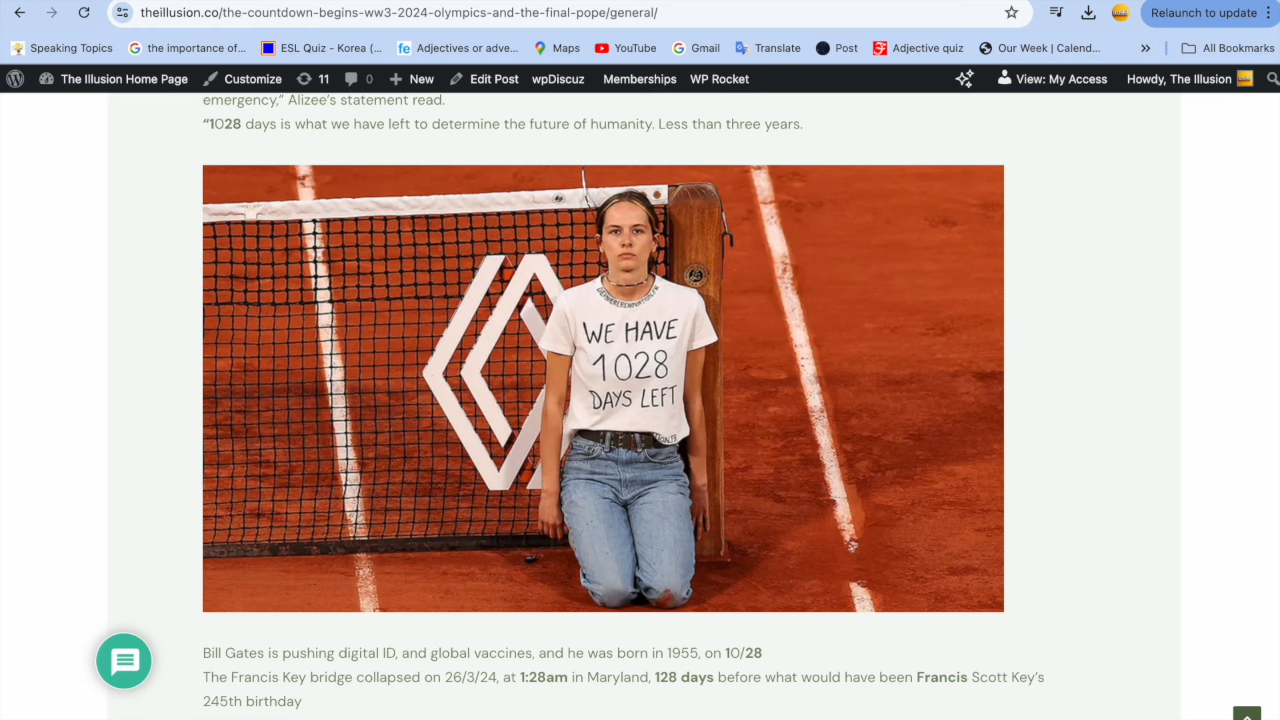 theillusion.co/the-countdown-begins-ww3-2024-olympics-and-the-final-pope/general/
Relaunch to update
Speaking Topics
the importance of...
ESL Quiz - Korea (...
Adjectives or adve...
Maps
YouTube
Gmail
Translate
Post
Adjective quiz
Our Week | Calend...
»
All Bookmarks
The Illusion Home Page
Customize
11
0
New
Edit Post
wpDiscuz
Memberships
WP Rocket
View: My Access
Howdy, The Illusion
emergency,” Alizee’s statement read.
“1028 days is what we have left to determine the future of humanity. Less than three years.
WE HAVE
1028
DAYS LEFT
Bill Gates is pushing digital ID, and global vaccines, and he was born in 1955, on 10/28
The Francis Key bridge collapsed on 26/3/24, at 1:28am in Maryland, 128 days before what would have been Francis Scott Key’s
245th birthday